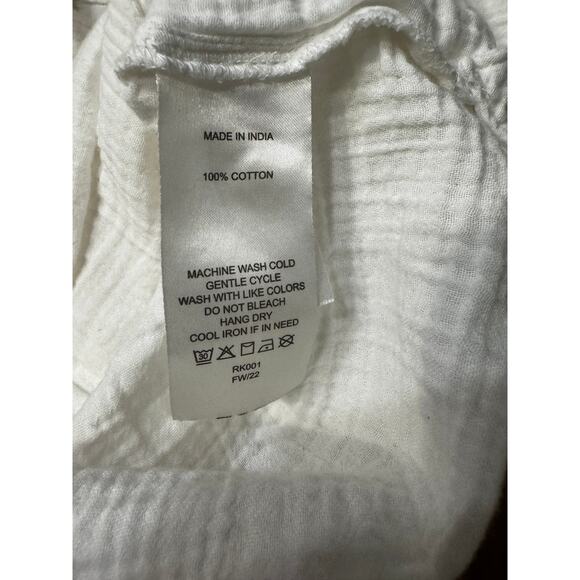 MADE IN INDIA
100% COTTON
MACHINE WASH COLD
GENTLE CYCLE
WASH WITH LIKE COLORS
DO NOT BLEACH
HANG DRY
COOL IRON IF IN NEED
30
RK001
FW/22